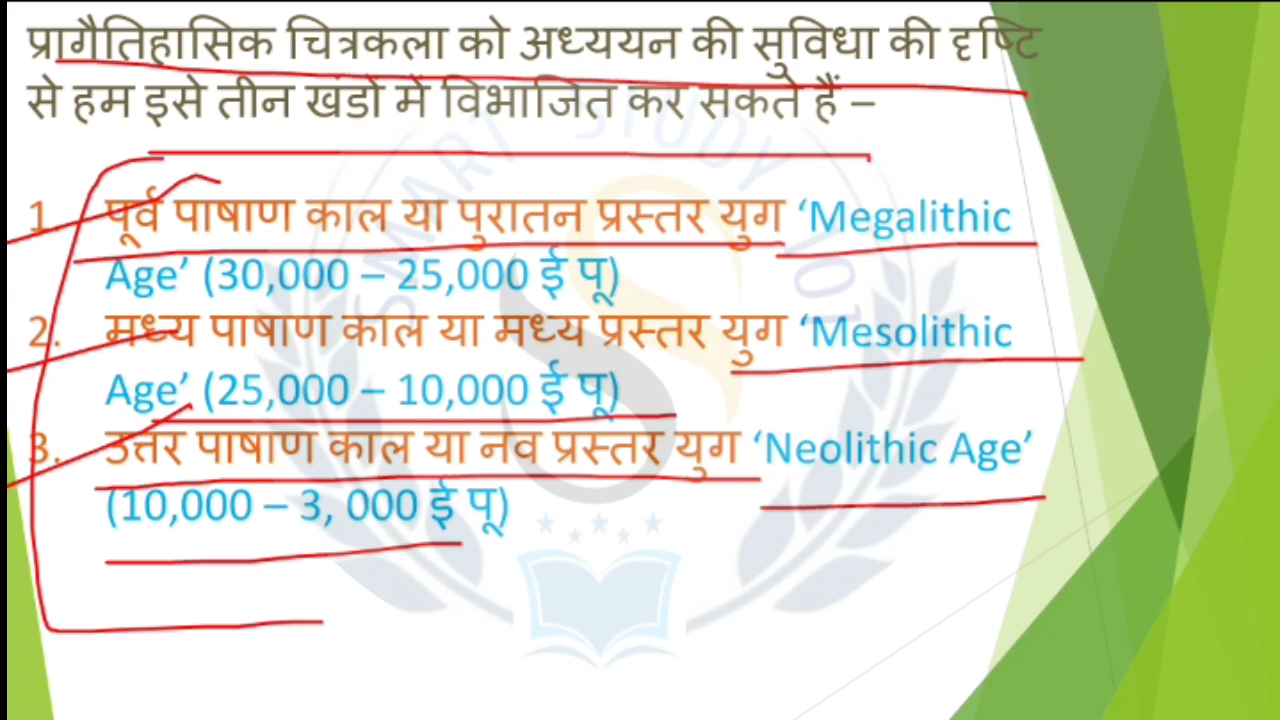 प्रागैतिहासिक चित्रकला को अध्ययन की सुविधा की दृष्टि
से हम इसे तीन खंडो में विभाजित कर सकते हैं –
1. पूर्व पाषाण काल या पुरातन प्रस्तर युग ‘Megalithic
Age’ (30,000 – 25,000 ई पू)
2. मध्य पाषाण काल या मध्य प्रस्तर युग ‘Mesolithic
Age’ (25,000 – 10,000 ई पू)
3. उत्तर पाषाण काल या नव प्रस्तर युग ‘Neolithic Age’
(10,000 – 3, 000 ई पू)
SMART STUDY